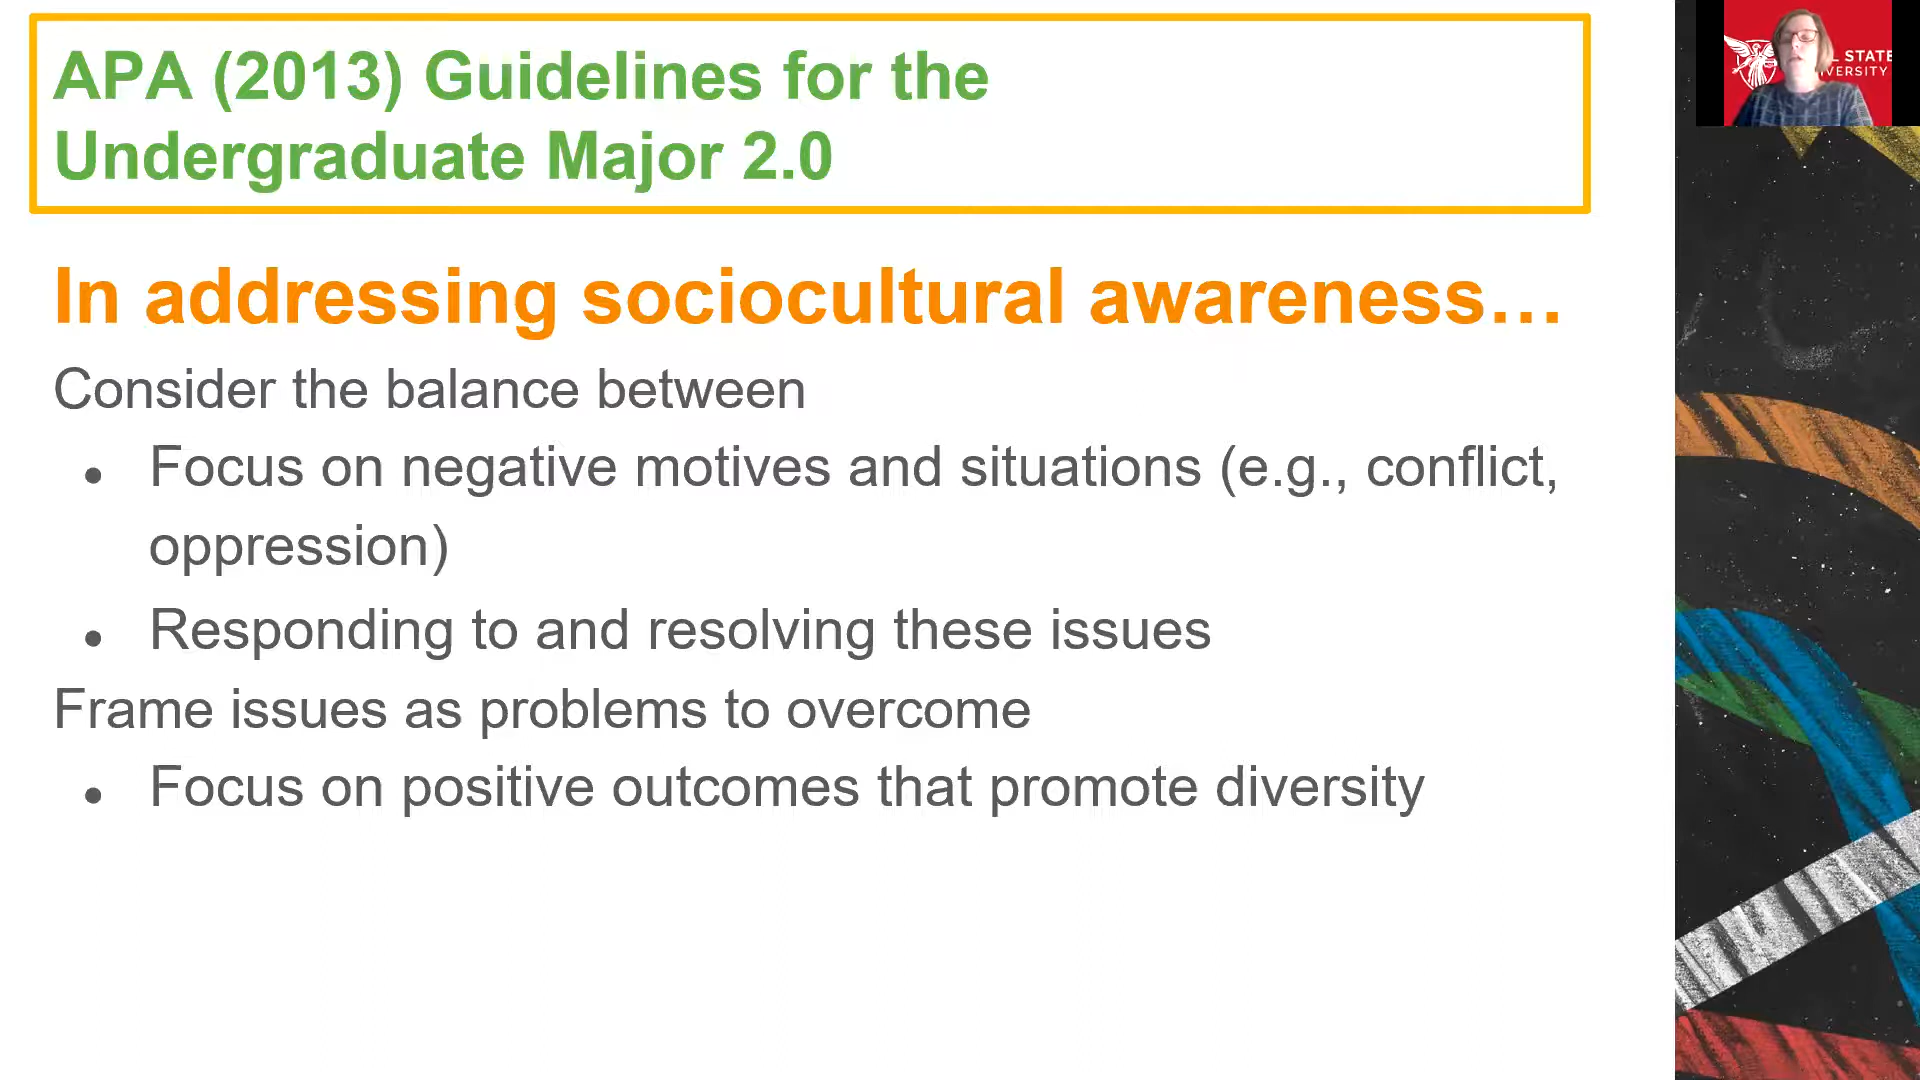 APA (2013) Guidelines for the
Undergraduate Major 2.0
In addressing sociocultural awareness…
Consider the balance between
● Focus on negative motives and situations (e.g., conflict,
oppression)
● Responding to and resolving these issues
Frame issues as problems to overcome
● Focus on positive outcomes that promote diversity
STATE